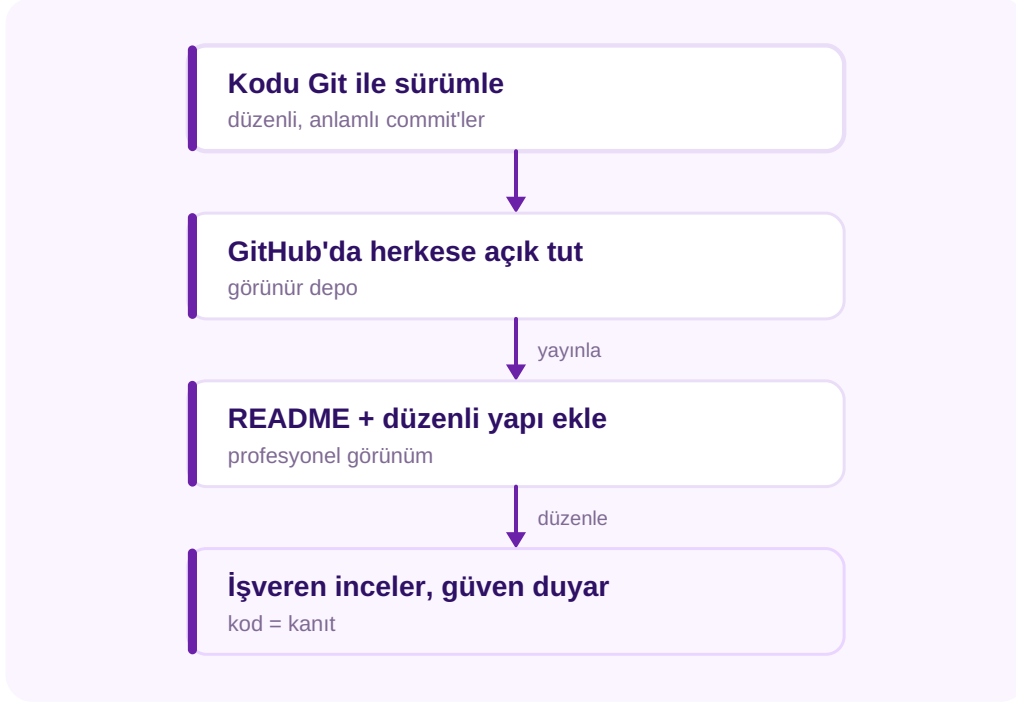 Kodu Git ile sürümle
düzenli, anlamlı commit'ler
GitHub'da herkese açık tut
görünür depo
yayınla
README + düzenli yapı ekle
profesyonel görünüm
düzenle
İşveren inceler, güven duyar
kod = kanıt